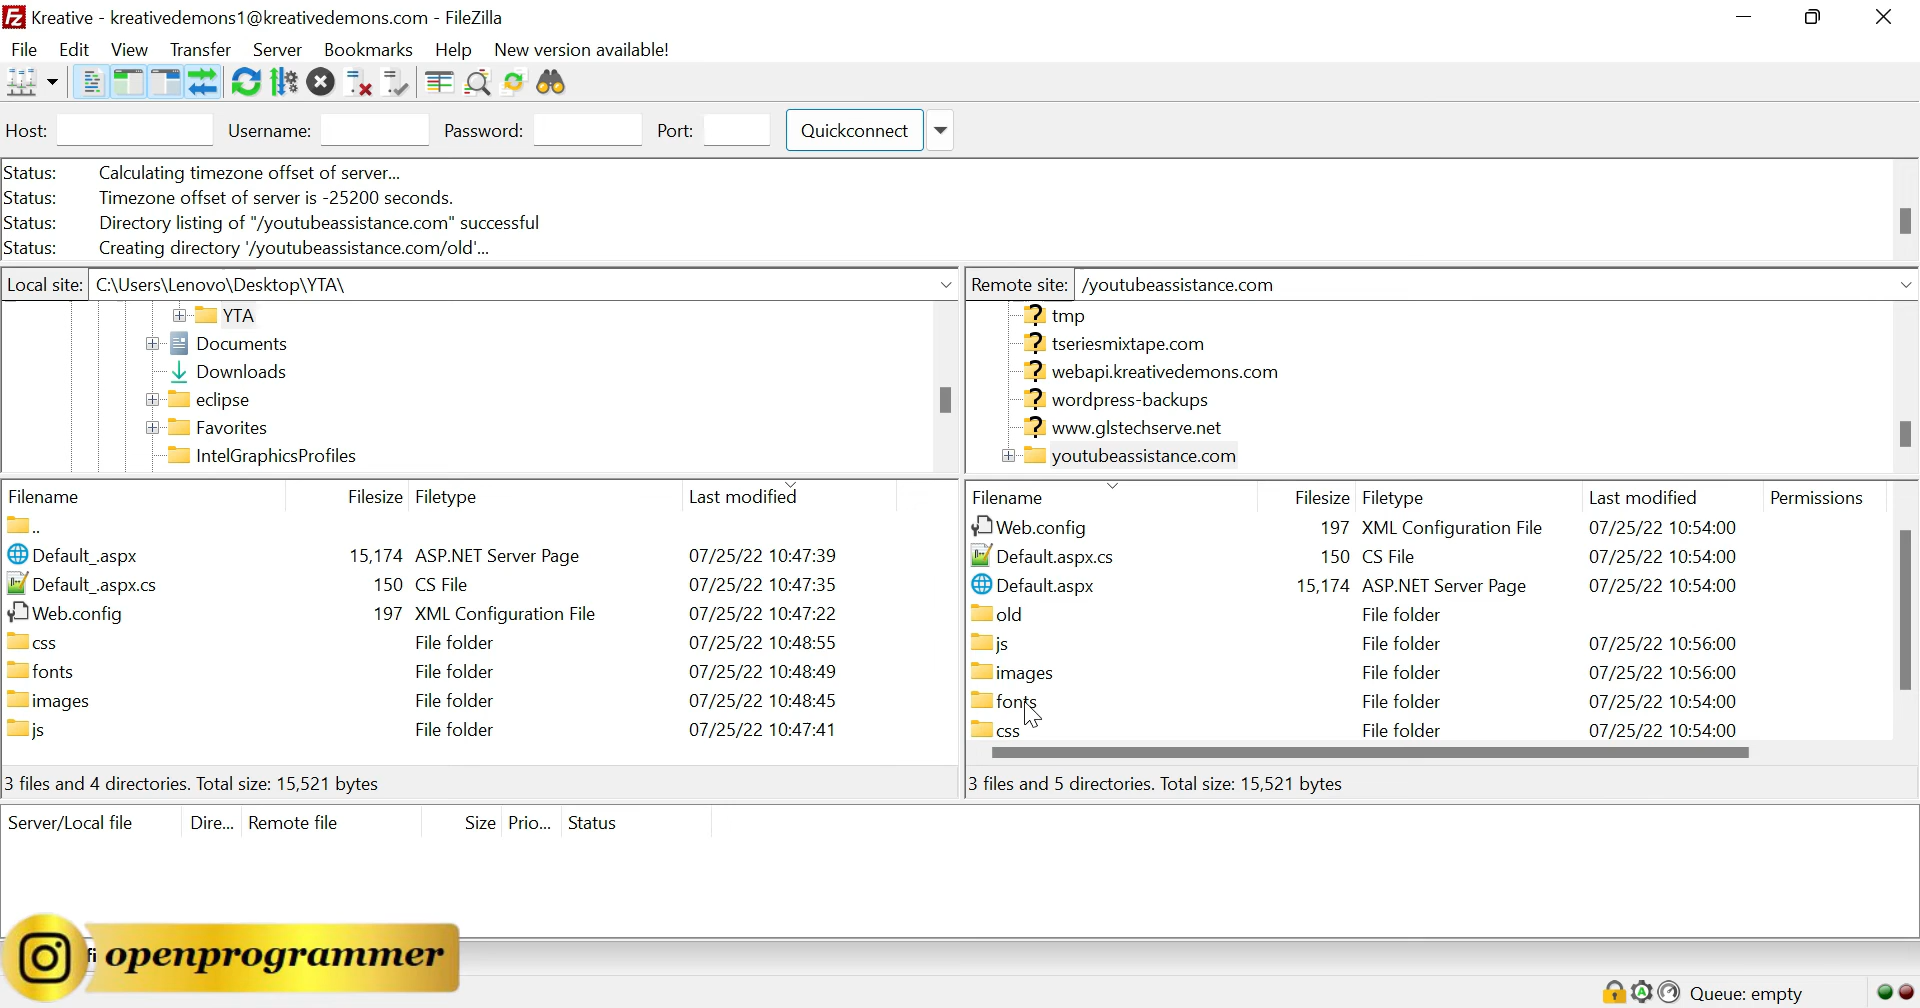 Kreative - kreativedemons1@kreativedemons.com - FileZilla
File Edit View Transfer Server Bookmarks Help New version available!
Host: Username: Password: Port: Quickconnect
Status: Calculating timezone offset of server...
Status: Timezone offset of server is -25200 seconds.
Status: Directory listing of "/youtubeassistance.com" successful
Status: Creating directory '/youtubeassistance.com/old'...
Local site: C:\Users\Lenovo\Desktop\YTA\
YTA
Documents
Downloads
eclipse
Favorites
IntelGraphicsProfiles
Filename Filesize Filetype Last modified
..
Default_.aspx 15,174 ASP.NET Server Page 07/25/22 10:47:39
Default_.aspx.cs 150 CS File 07/25/22 10:47:35
Web.config 197 XML Configuration File 07/25/22 10:47:22
css File folder 07/25/22 10:48:55
fonts File folder 07/25/22 10:48:49
images File folder 07/25/22 10:48:45
js File folder 07/25/22 10:47:41
3 files and 4 directories. Total size: 15,521 bytes
Remote site: /youtubeassistance.com
tmp
tseriesmixtape.com
webapi.kreativedemons.com
wordpress-backups
www.glstechserve.net
youtubeassistance.com
Filename Filesize Filetype Last modified Permissions
Web.config 197 XML Configuration File 07/25/22 10:54:00
Default.aspx.cs 150 CS File 07/25/22 10:54:00
Default.aspx 15,174 ASP.NET Server Page 07/25/22 10:54:00
old File folder
js File folder 07/25/22 10:56:00
images File folder 07/25/22 10:56:00
fonts File folder 07/25/22 10:54:00
css File folder 07/25/22 10:54:00
3 files and 5 directories. Total size: 15,521 bytes
Server/Local file Dire... Remote file Size Prio... Status
openprogrammer
Queue: empty